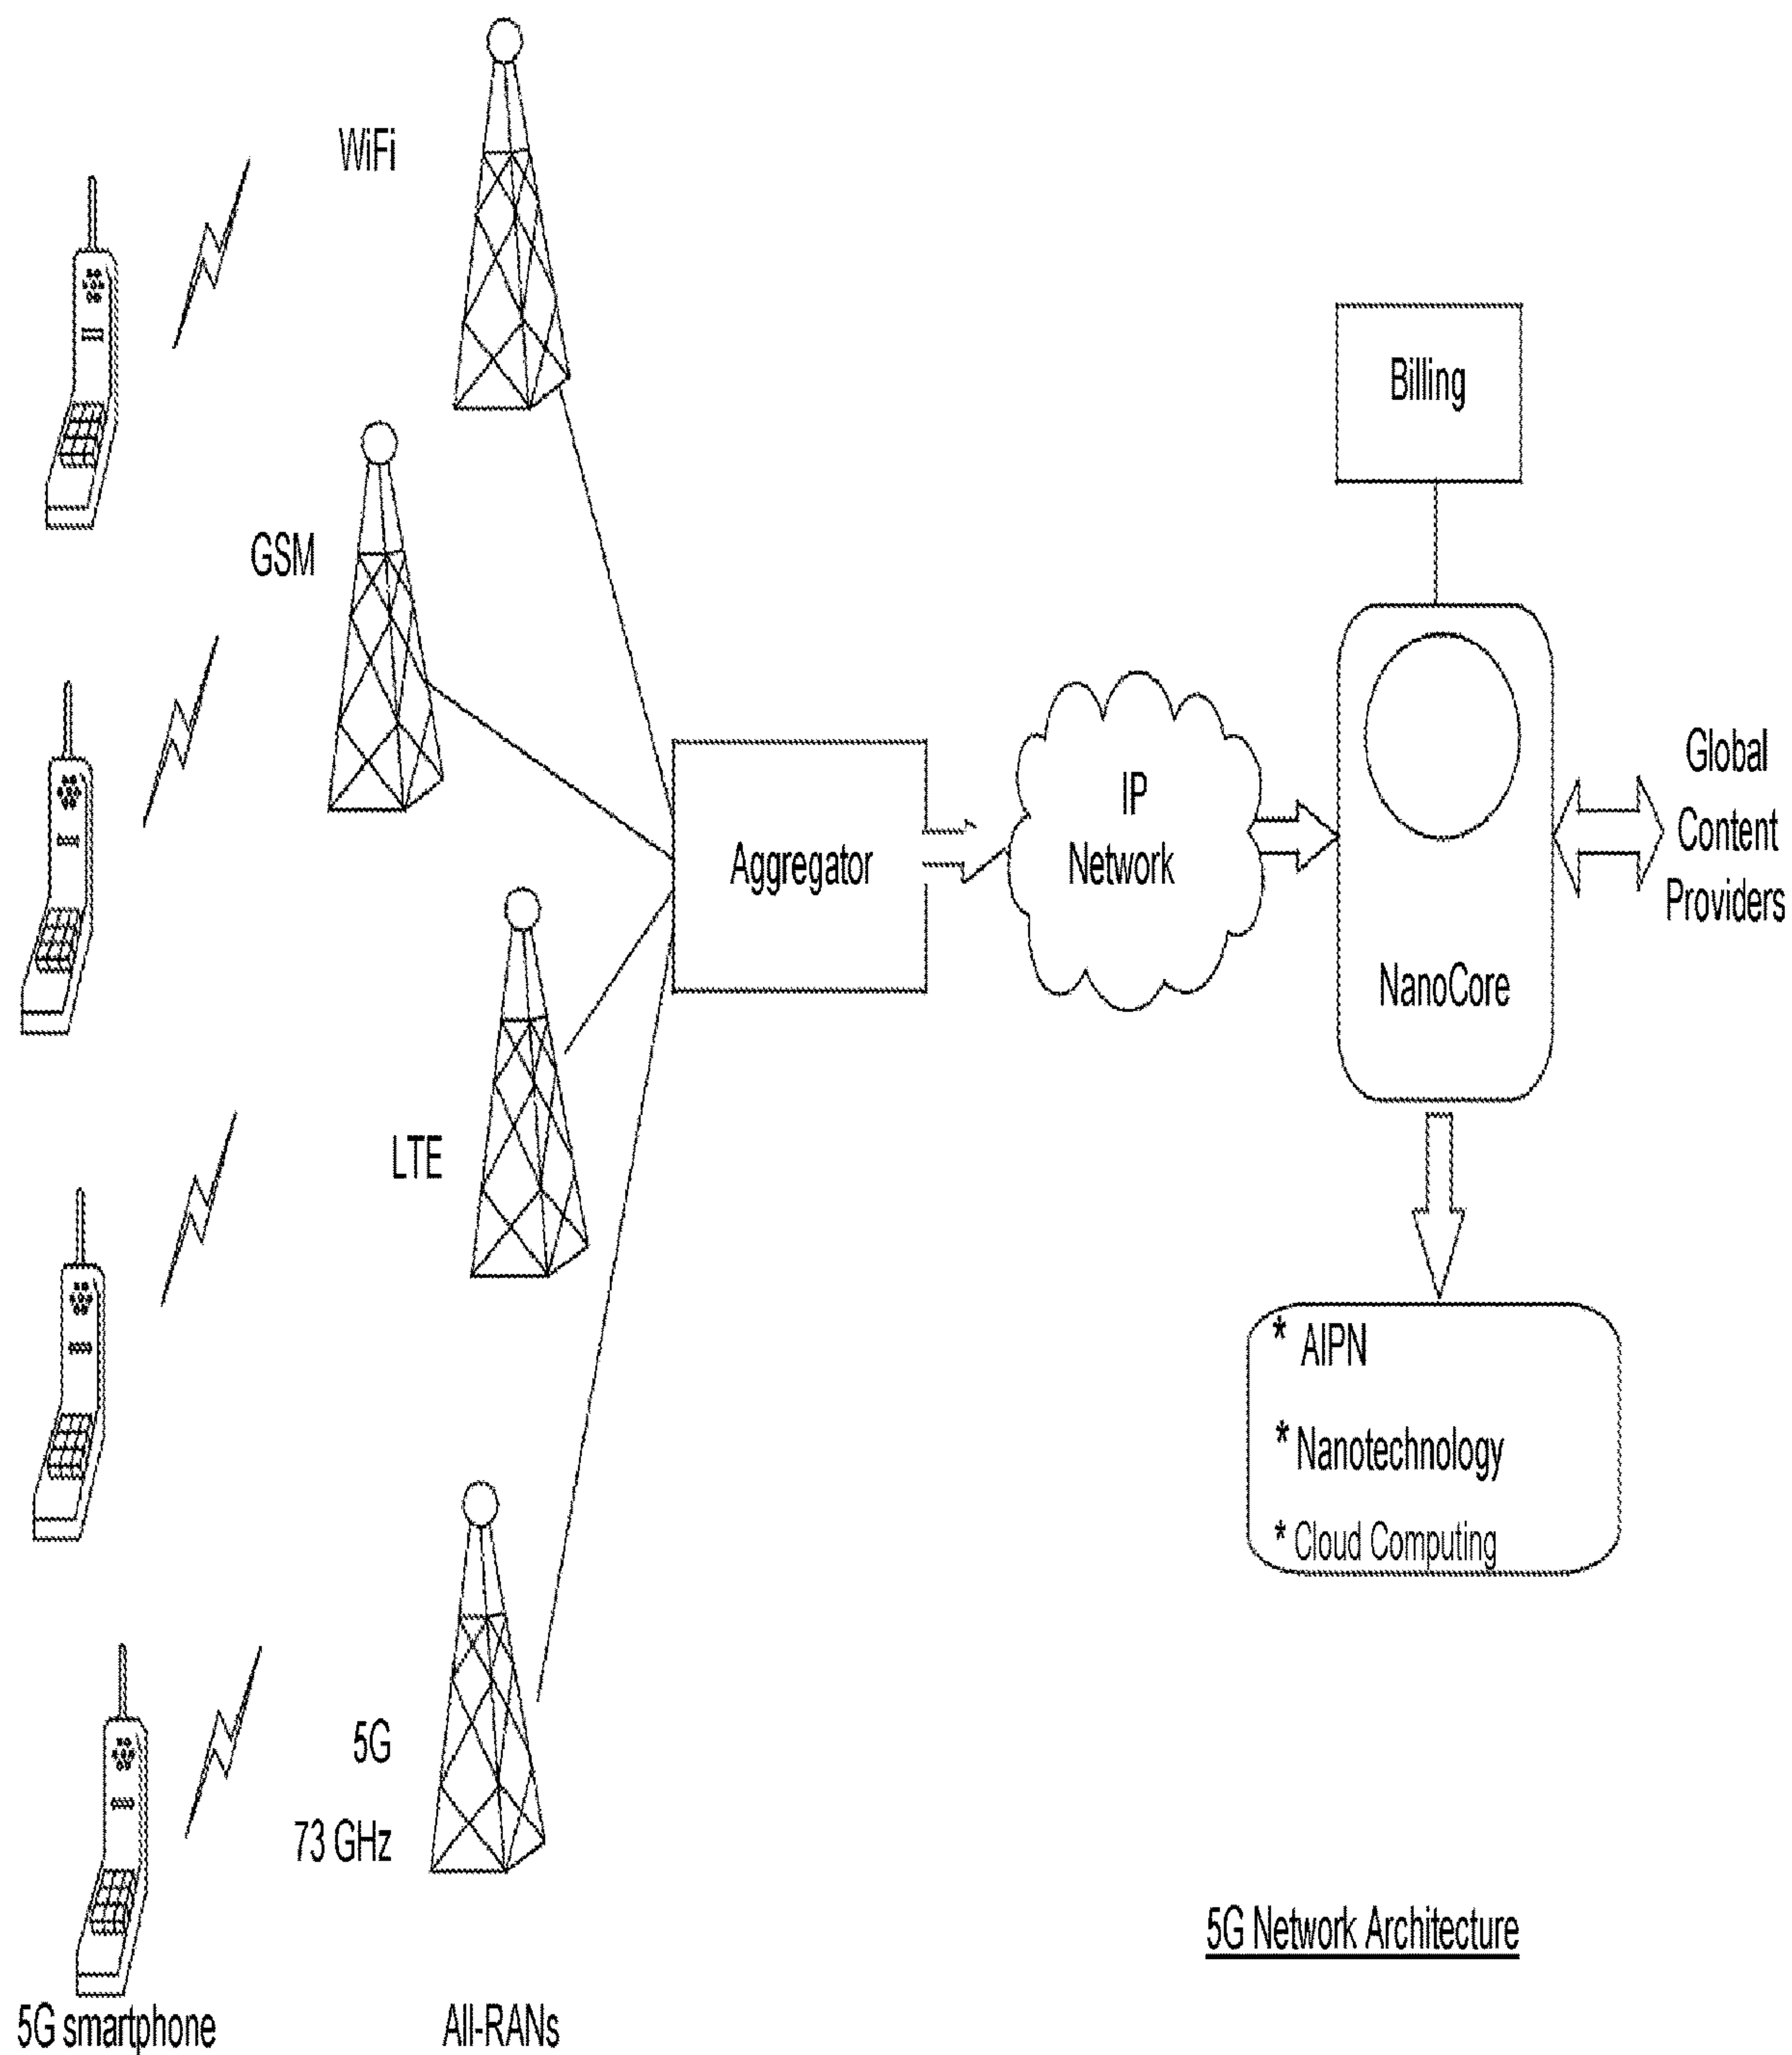 WiFi
GSM
LTE
5G
73 GHz
5G smartphone
All-RANs
Aggregator
IP
Network
Billing
NanoCore
Global
Content
Providers
* AIPN
* Nanotechnology
* Cloud Computing
5G Network Architecture